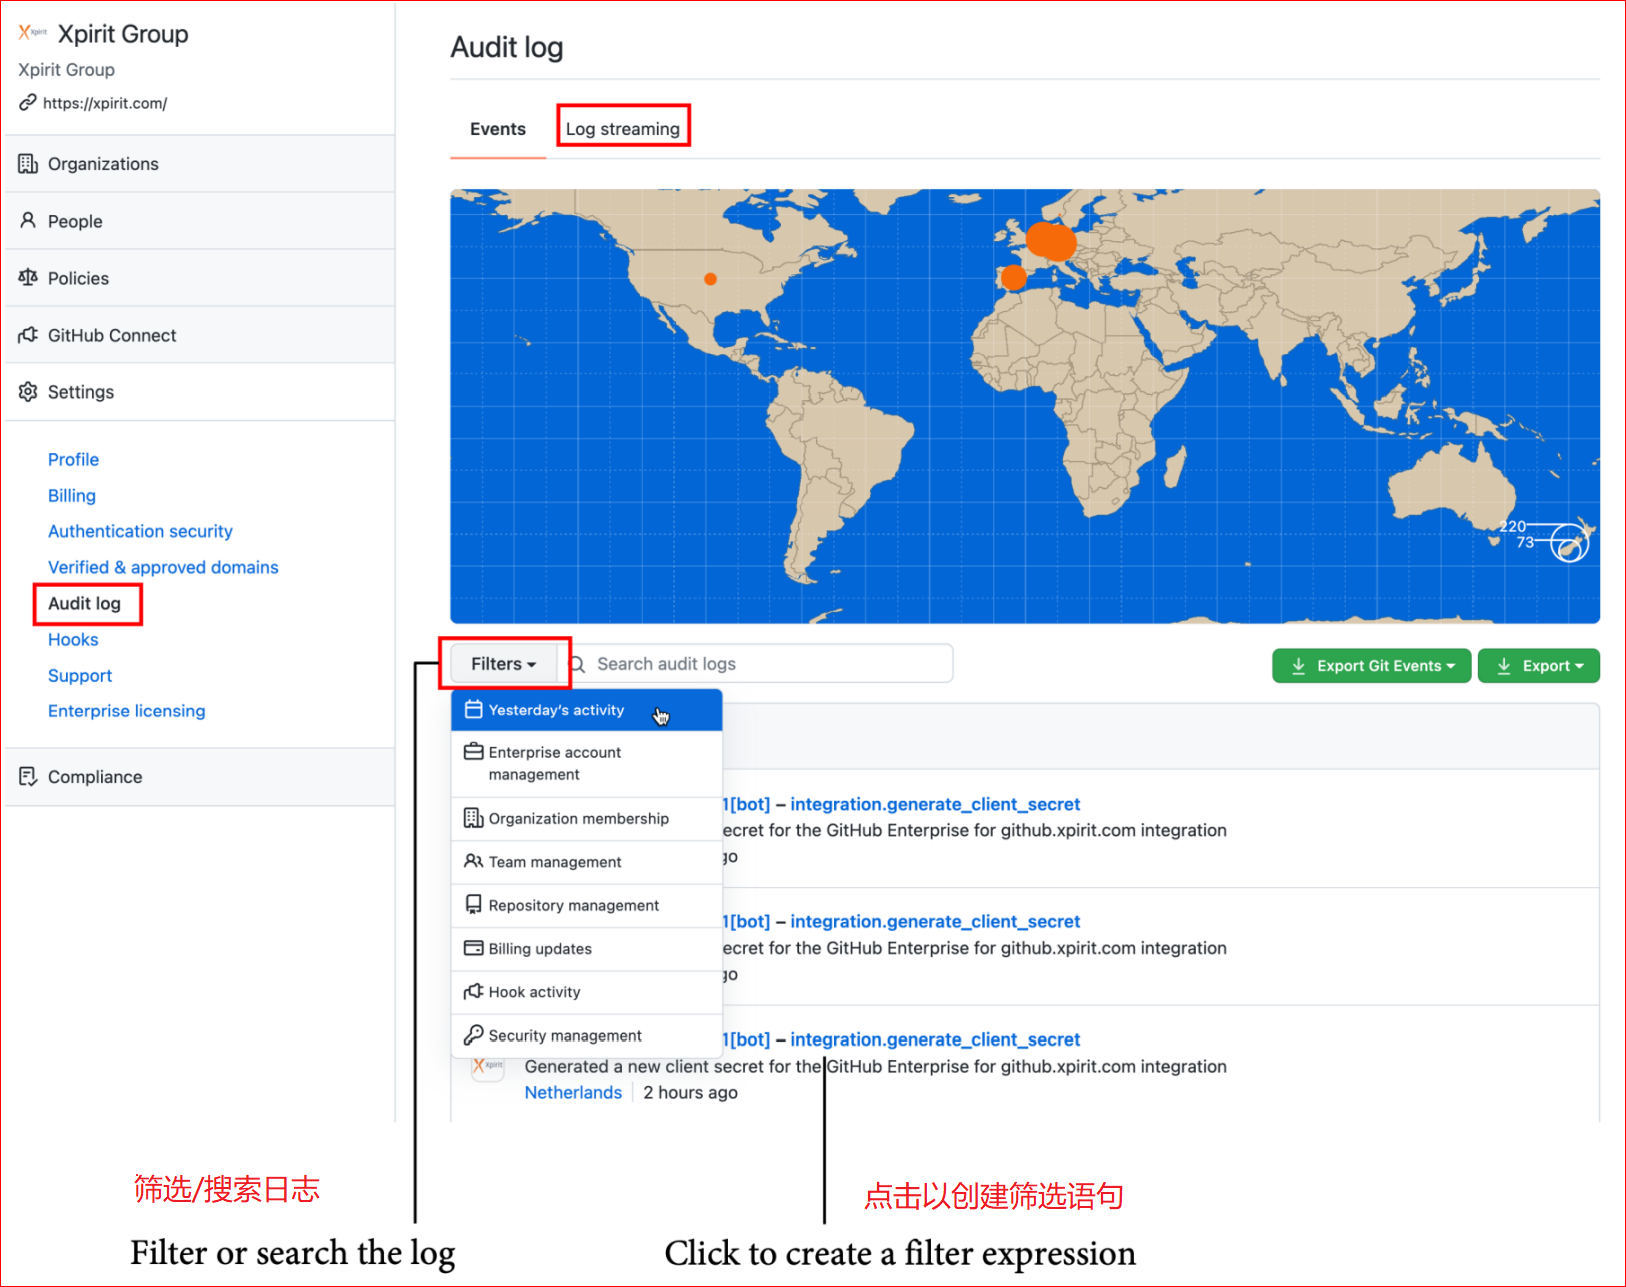 Xpirit
Xpirit Group
Xpirit Group
https://xpirit.com/
Organizations
People
Policies
GitHub Connect
Settings
Profile
Billing
Authentication security
Verified & approved domains
Audit log
Hooks
Support
Enterprise licensing
Compliance
Audit log
Events
Log streaming
220
73
Filters
Search audit logs
Export Git Events
Export
Yesterday's activity
Enterprise account
management
Organization membership
Team management
Repository management
Billing updates
Hook activity
Security management
1[bot] – integration.generate_client_secret
ecret for the GitHub Enterprise for github.xpirit.com integration
go
1[bot] – integration.generate_client_secret
ecret for the GitHub Enterprise for github.xpirit.com integration
go
1[bot] – integration.generate_client_secret
Xpirit
Generated a new client secret for the GitHub Enterprise for github.xpirit.com integration
Netherlands
2 hours ago
筛选/搜索日志
点击以创建筛选语句
Filter or search the log
Click to create a filter expression